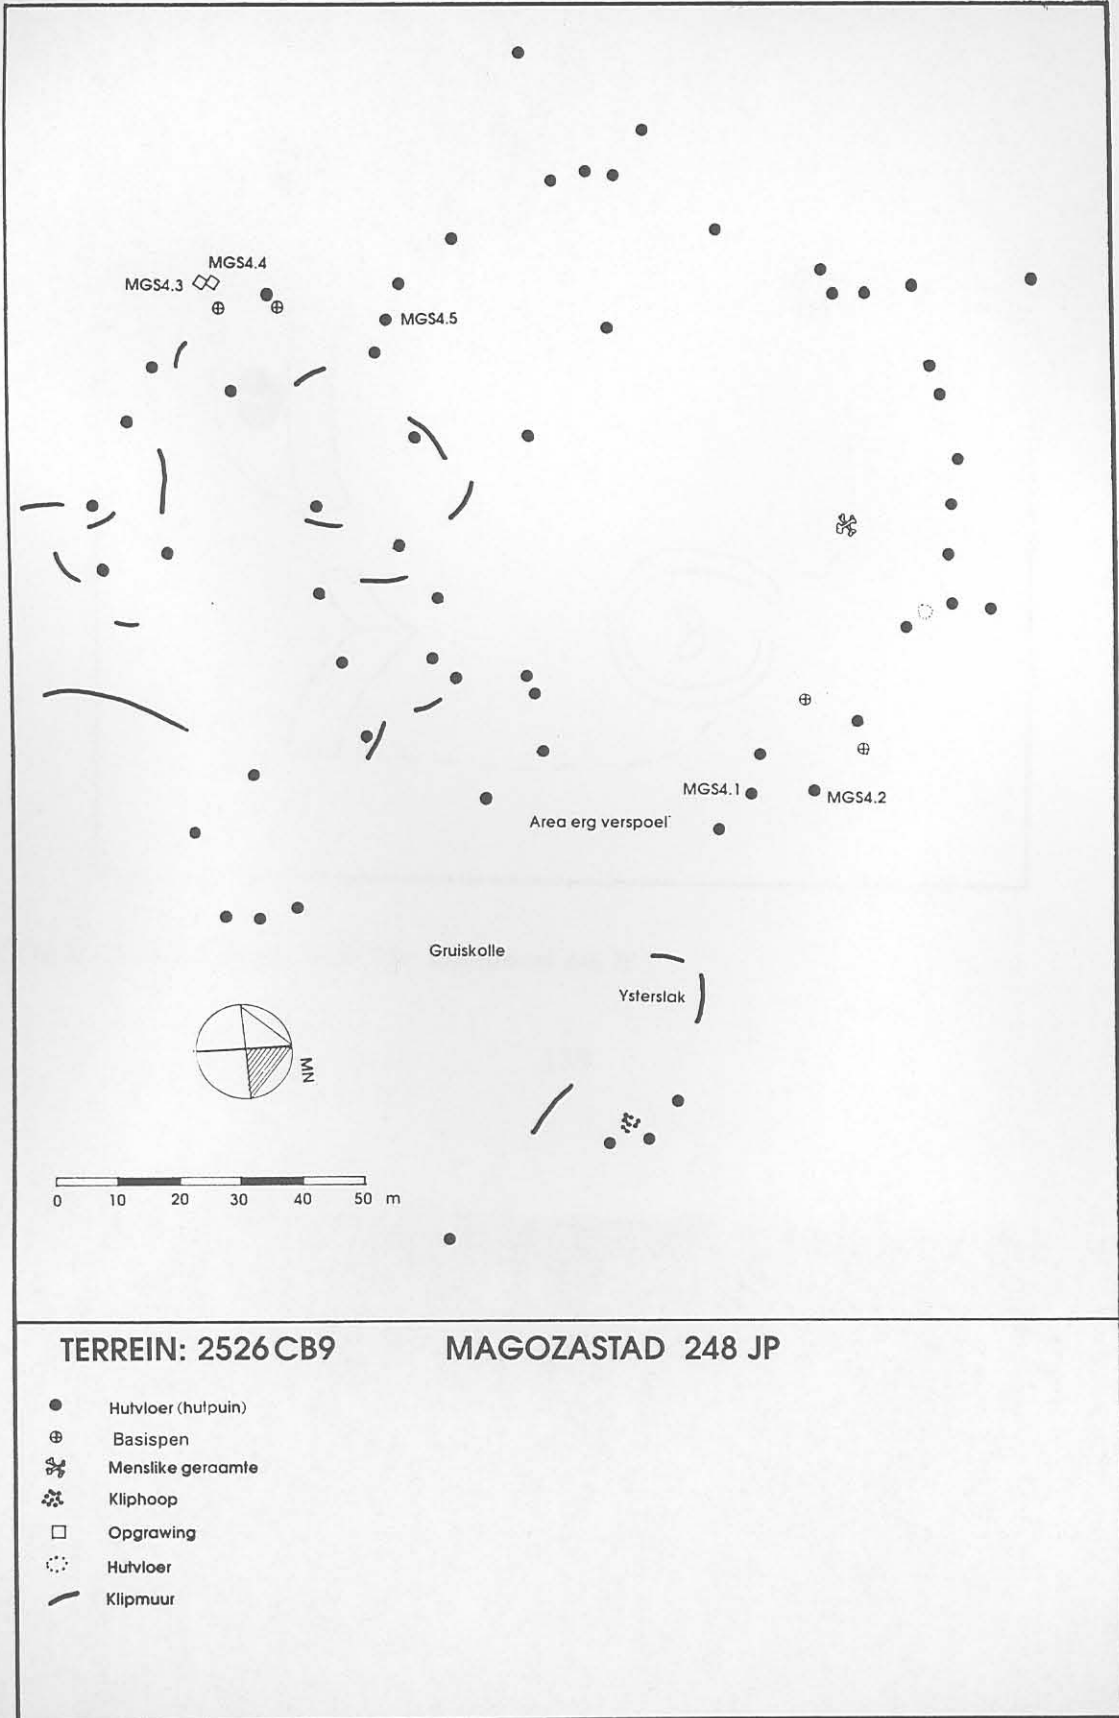 MGS4.4
MGS4.3
MGS4.5
MGS4.1
MGS4.2
Area erg verspoel
Gruiskolle
Ysterslak
MN
0 10 20 30 40 50 m
TERREIN: 2526CB9 MAGOZASTAD 248 JP
Hutvloer (hutpuin)
Basispen
Menslike geraamte
Kliphoop
Opgrawing
Hutvloer
Klipmuur